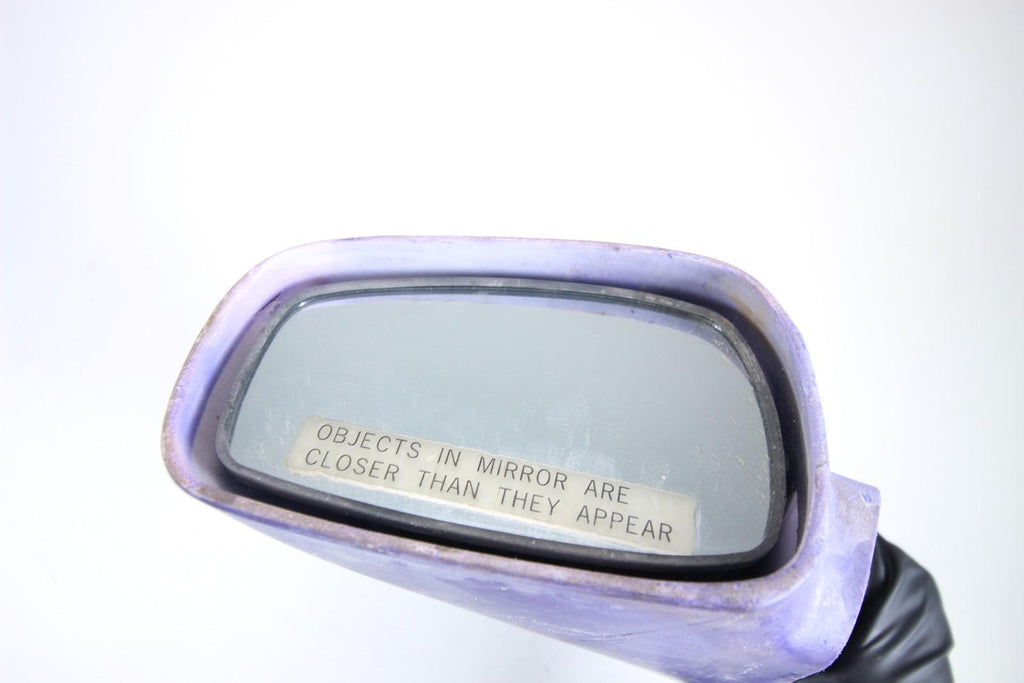 OBJECTS IN MIRROR ARE
CLOSER THAN THEY APPEAR